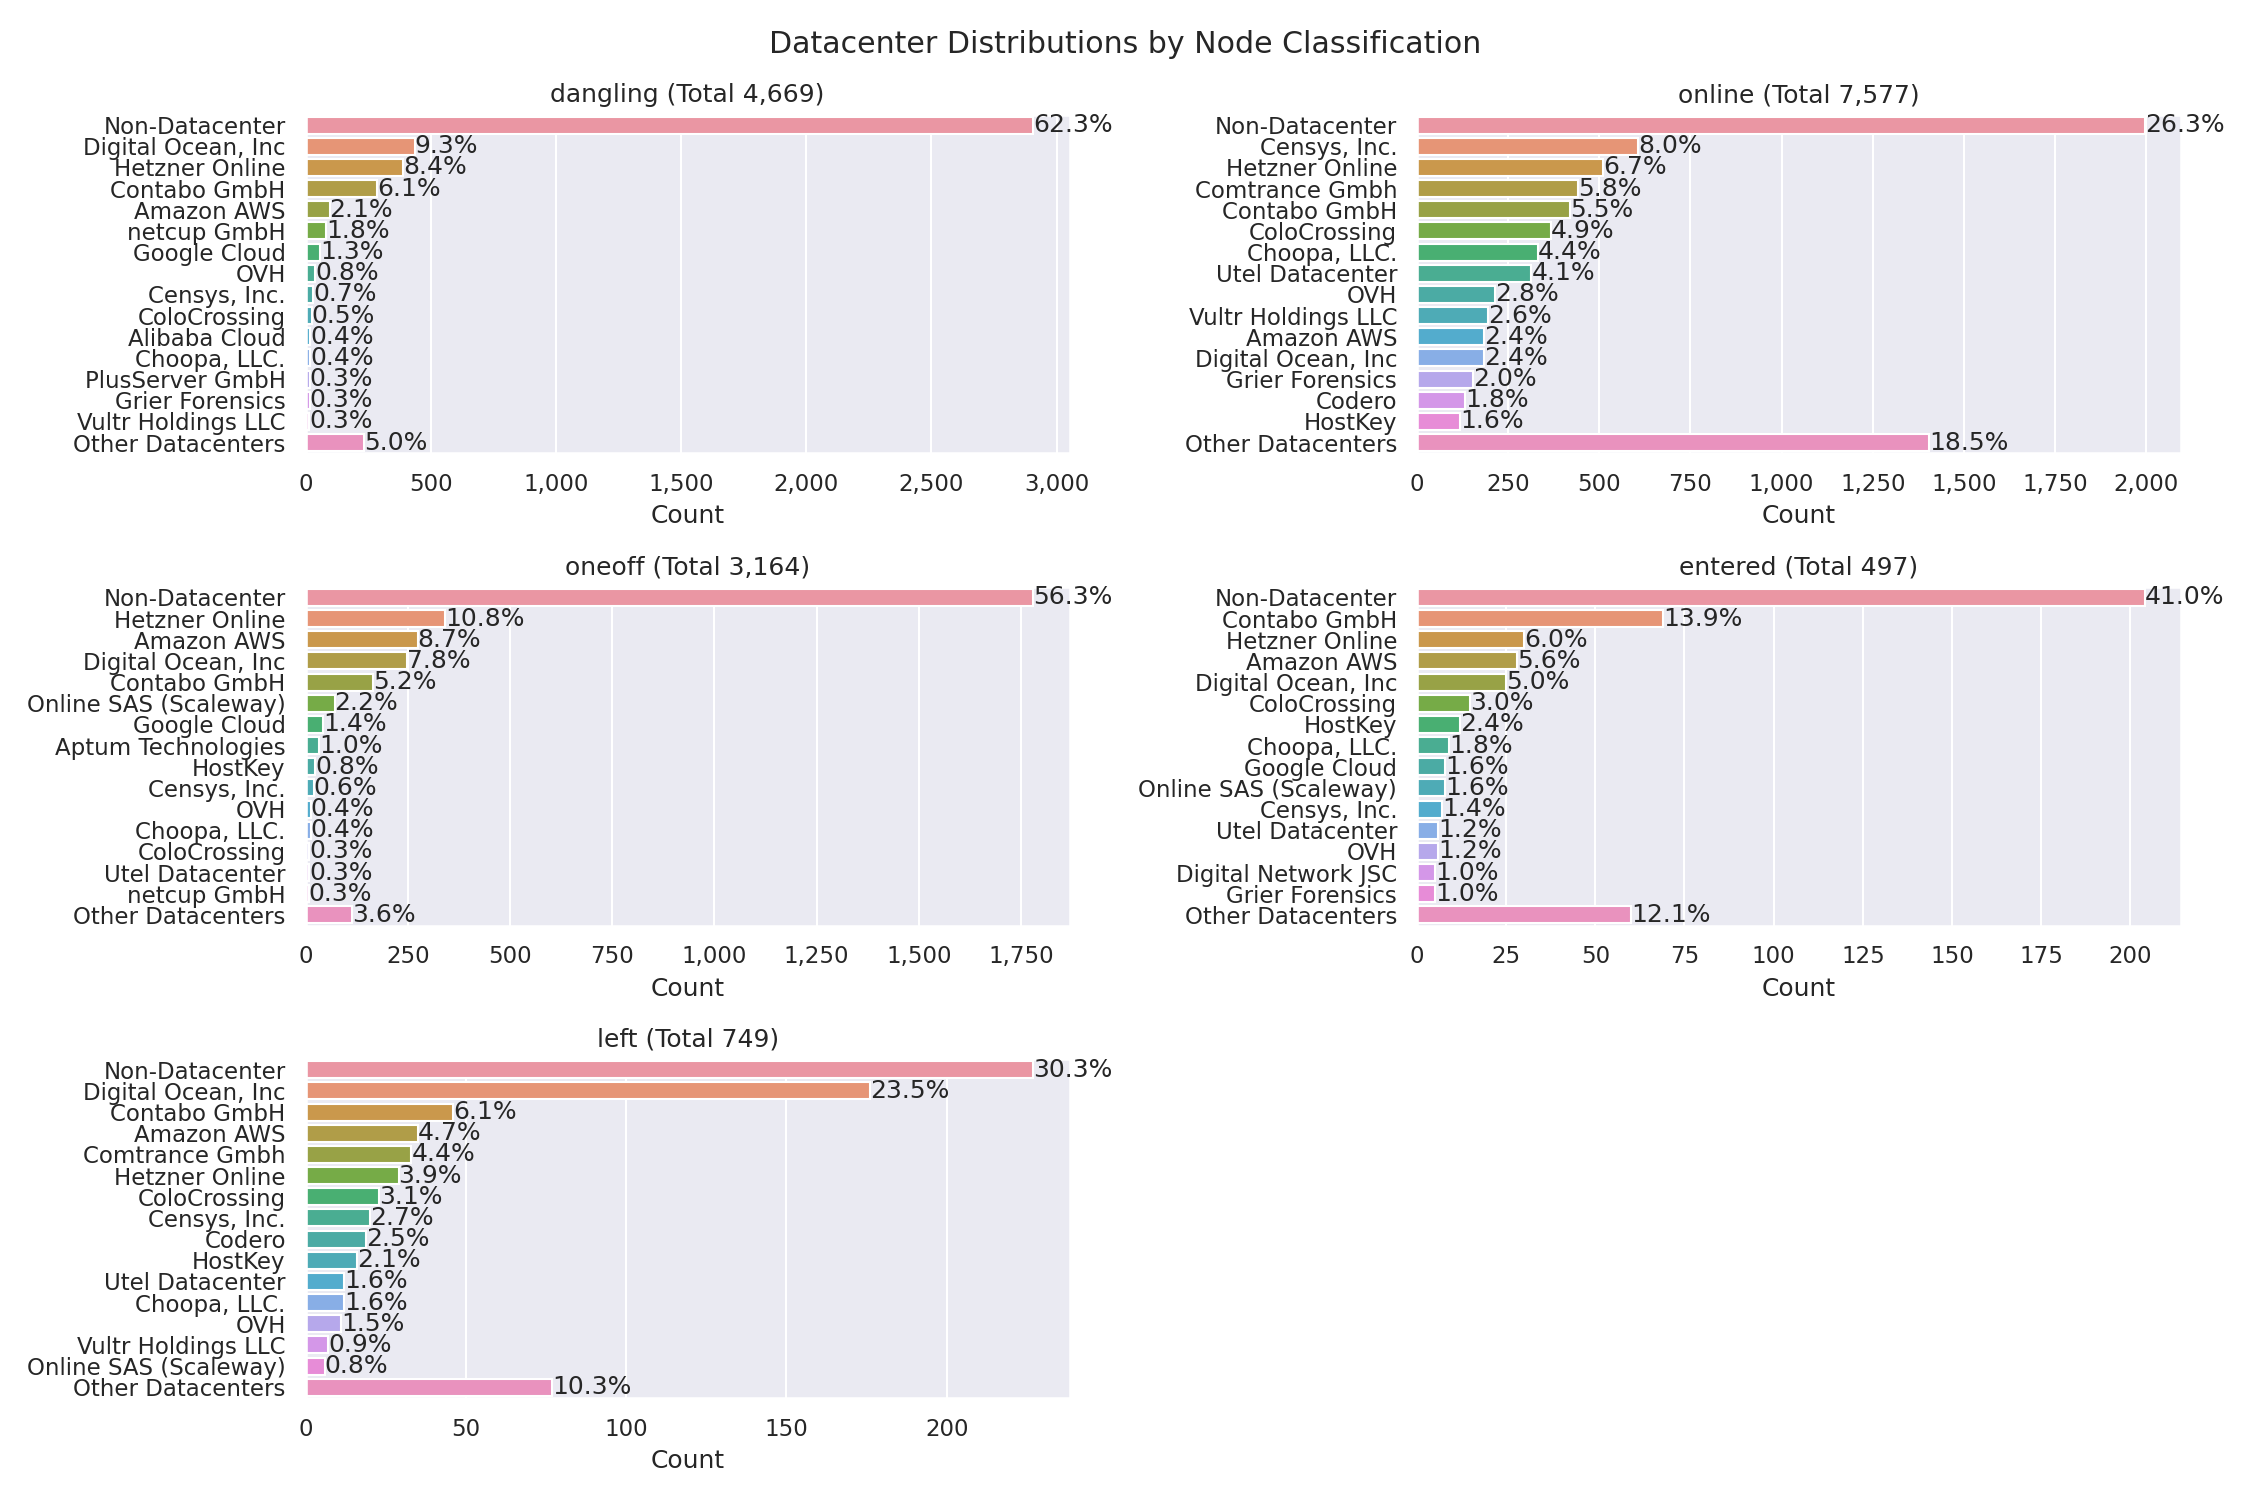 Datacenter Distributions by Node Classification
dangling (Total 4,669)
Non-Datacenter 62.3%
Digital Ocean, Inc 9.3%
Hetzner Online 8.4%
Contabo GmbH 6.1%
Amazon AWS 2.1%
netcup GmbH 1.8%
Google Cloud 1.3%
OVH 0.8%
Censys, Inc. 0.7%
ColoCrossing 0.5%
Alibaba Cloud 0.4%
Choopa, LLC. 0.4%
PlusServer GmbH 0.3%
Grier Forensics 0.3%
Vultr Holdings LLC 0.3%
Other Datacenters 5.0%
0 500 1,000 1,500 2,000 2,500 3,000
Count
online (Total 7,577)
Non-Datacenter 26.3%
Censys, Inc. 8.0%
Hetzner Online 6.7%
Comtrance Gmbh 5.8%
Contabo GmbH 5.5%
ColoCrossing 4.9%
Choopa, LLC. 4.4%
Utel Datacenter 4.1%
OVH 2.8%
Vultr Holdings LLC 2.6%
Amazon AWS 2.4%
Digital Ocean, Inc 2.4%
Grier Forensics 2.0%
Codero 1.8%
HostKey 1.6%
Other Datacenters 18.5%
0 250 500 750 1,000 1,250 1,500 1,750 2,000
Count
oneoff (Total 3,164)
Non-Datacenter 56.3%
Hetzner Online 10.8%
Amazon AWS 8.7%
Digital Ocean, Inc 7.8%
Contabo GmbH 5.2%
Online SAS (Scaleway) 2.2%
Google Cloud 1.4%
Aptum Technologies 1.0%
HostKey 0.8%
Censys, Inc. 0.6%
OVH 0.4%
Choopa, LLC. 0.4%
ColoCrossing 0.3%
Utel Datacenter 0.3%
netcup GmbH 0.3%
Other Datacenters 3.6%
0 250 500 750 1,000 1,250 1,500 1,750
Count
entered (Total 497)
Non-Datacenter 41.0%
Contabo GmbH 13.9%
Hetzner Online 6.0%
Amazon AWS 5.6%
Digital Ocean, Inc 5.0%
ColoCrossing 3.0%
HostKey 2.4%
Choopa, LLC. 1.8%
Google Cloud 1.6%
Online SAS (Scaleway) 1.6%
Censys, Inc. 1.4%
Utel Datacenter 1.2%
OVH 1.2%
Digital Network JSC 1.0%
Grier Forensics 1.0%
Other Datacenters 12.1%
0 25 50 75 100 125 150 175 200
Count
left (Total 749)
Non-Datacenter 30.3%
Digital Ocean, Inc 23.5%
Contabo GmbH 6.1%
Amazon AWS 4.7%
Comtrance Gmbh 4.4%
Hetzner Online 3.9%
ColoCrossing 3.1%
Censys, Inc. 2.7%
Codero 2.5%
HostKey 2.1%
Utel Datacenter 1.6%
Choopa, LLC. 1.6%
OVH 1.5%
Vultr Holdings LLC 0.9%
Online SAS (Scaleway) 0.8%
Other Datacenters 10.3%
0 50 100 150 200
Count